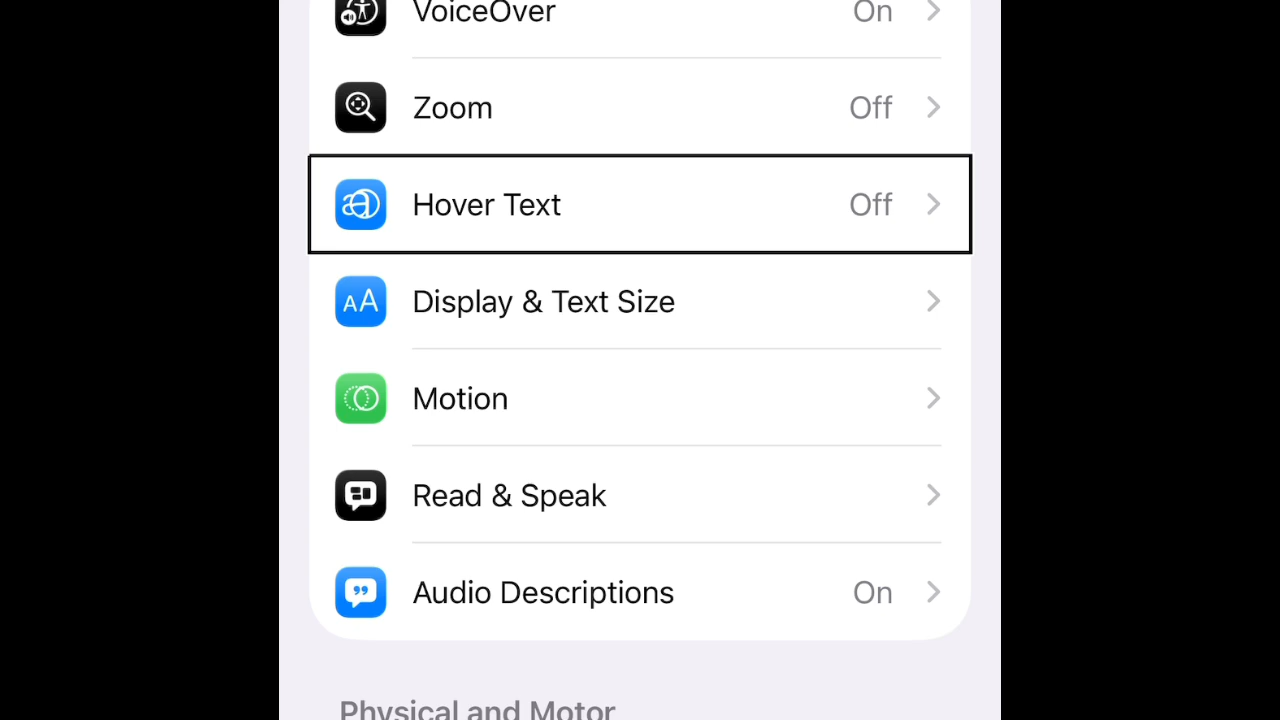 VoiceOver On
Zoom Off
Hover Text Off
Display & Text Size
Motion
Read & Speak
Audio Descriptions On
Physical and Motor